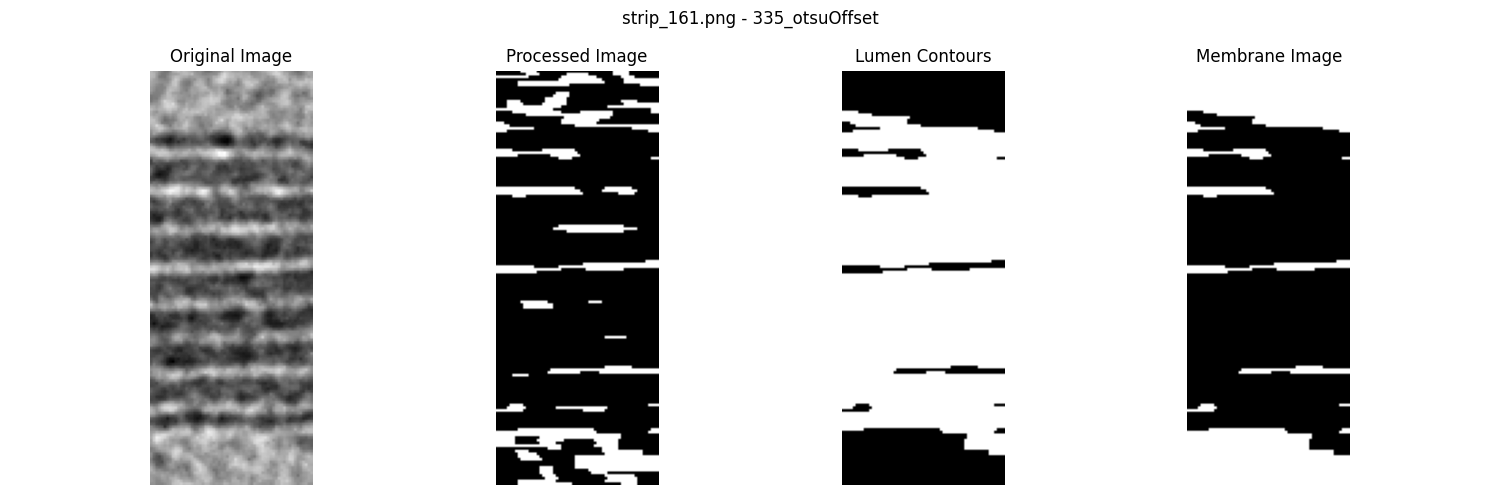 strip_161.png - 335_otsuOffset
Original Image
Processed Image
Lumen Contours
Membrane Image